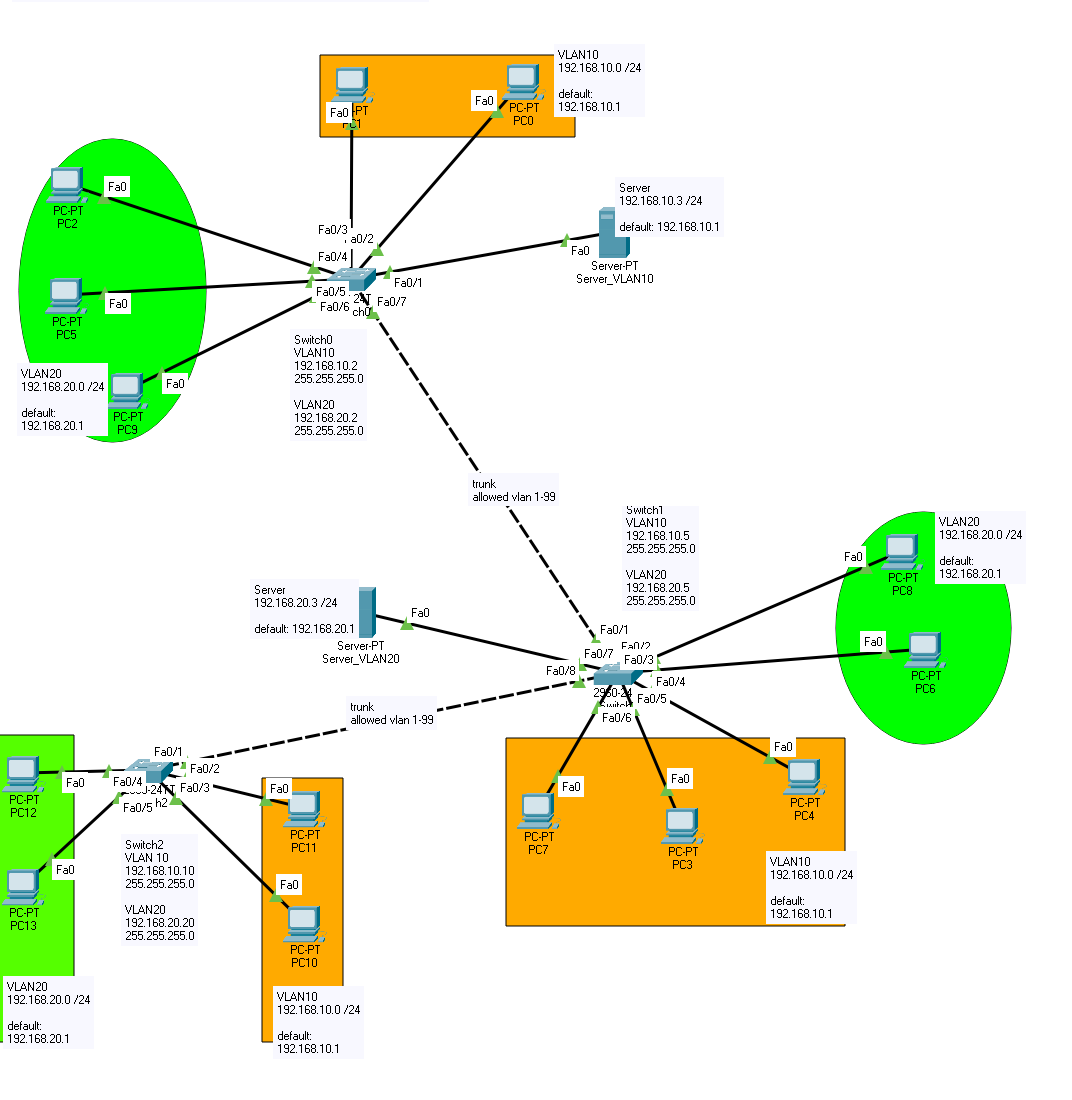 VLAN10
192.168.10.0 /24
default:
192.168.10.1
Fa0
PC1
Fa0
PC-PT
PC0
Server
192.168.10.3 /24
default: 192.168.10.1
Fa0
Server-PT
Server_VLAN10
Fa0
PC-PT
PC2
Fa0
PC-PT
PC5
Fa0
PC-PT
PC9
VLAN20
192.168.20.0 /24
default:
192.168.20.1
Fa0/3
Fa0/2
Fa0/4
Fa0/1
Fa0/5
Fa0/6
Fa0/7
Switch0
VLAN10
192.168.10.2
255.255.255.0
VLAN20
192.168.20.2
255.255.255.0
trunk
allowed vlan 1-99
Switch1
VLAN10
192.168.10.5
255.255.255.0
VLAN20
192.168.20.5
255.255.255.0
VLAN20
192.168.20.0 /24
default:
192.168.20.1
Fa0
PC-PT
PC8
Fa0
PC-PT
PC6
Server
192.168.20.3 /24
default: 192.168.20.1
Fa0
Server-PT
Server_VLAN20
Fa0/1
Fa0/2
Fa0/7
Fa0/3
Fa0/8
Fa0/4
Fa0/5
Fa0/6
2950-24
Switch
trunk
allowed vlan 1-99
Fa0
PC-PT
PC7
Fa0
PC-PT
PC3
Fa0
PC-PT
PC4
VLAN10
192.168.10.0 /24
default:
192.168.10.1
Fa0/1
Fa0/2
Fa0/4
Fa0/3
Fa0/5
Fa0
PC-PT
PC12
Fa0
PC-PT
PC13
Fa0
PC-PT
PC11
Fa0
PC-PT
PC10
Switch2
VLAN 10
192.168.10.10
255.255.255.0
VLAN20
192.168.20.20
255.255.255.0
VLAN20
192.168.20.0 /24
default:
192.168.20.1
VLAN10
192.168.10.0 /24
default:
192.168.10.1